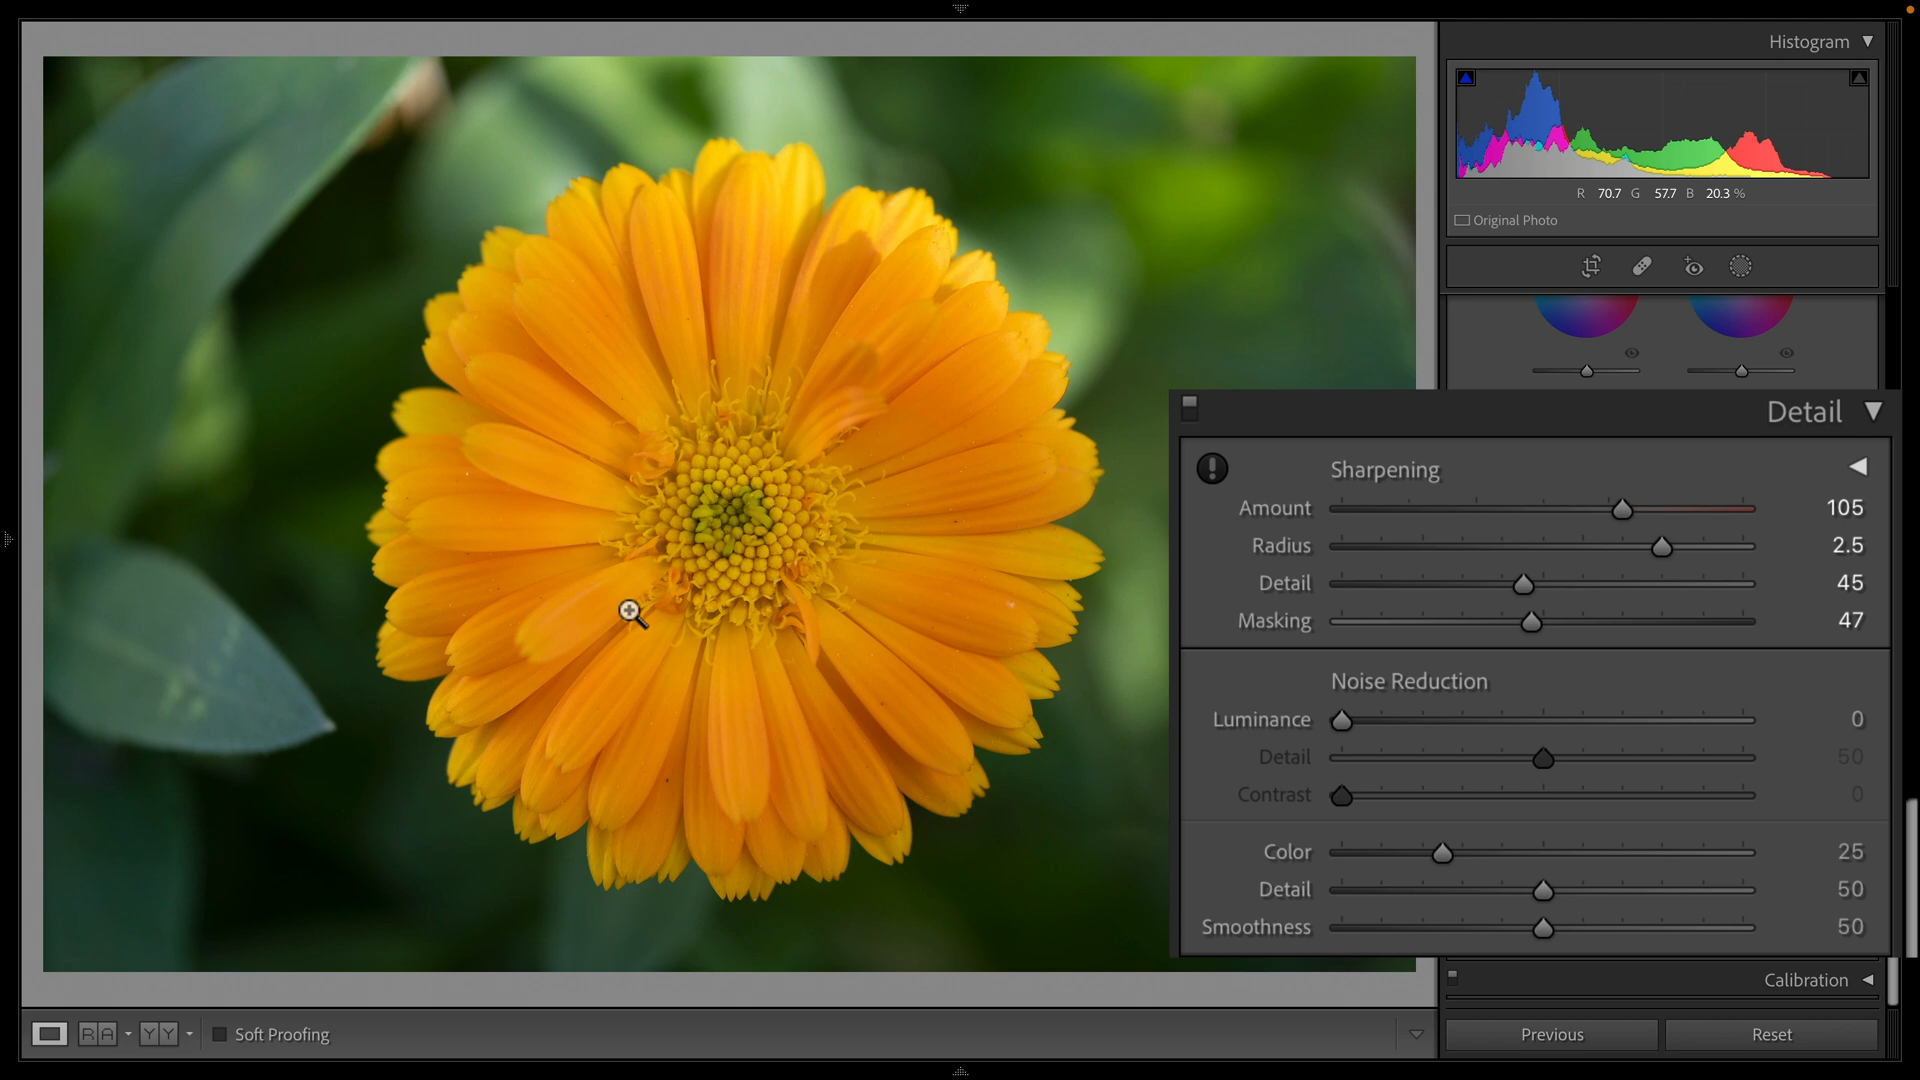 Histogram
R 70.7 G 57.7 B 20.3 %
Original Photo
Detail
Sharpening
Amount 105
Radius 2.5
Detail 45
Masking 47
Noise Reduction
Luminance 0
Detail 50
Contrast 0
Color 25
Detail 50
Smoothness 50
Calibration
R A Y Y Soft Proofing
Previous Reset